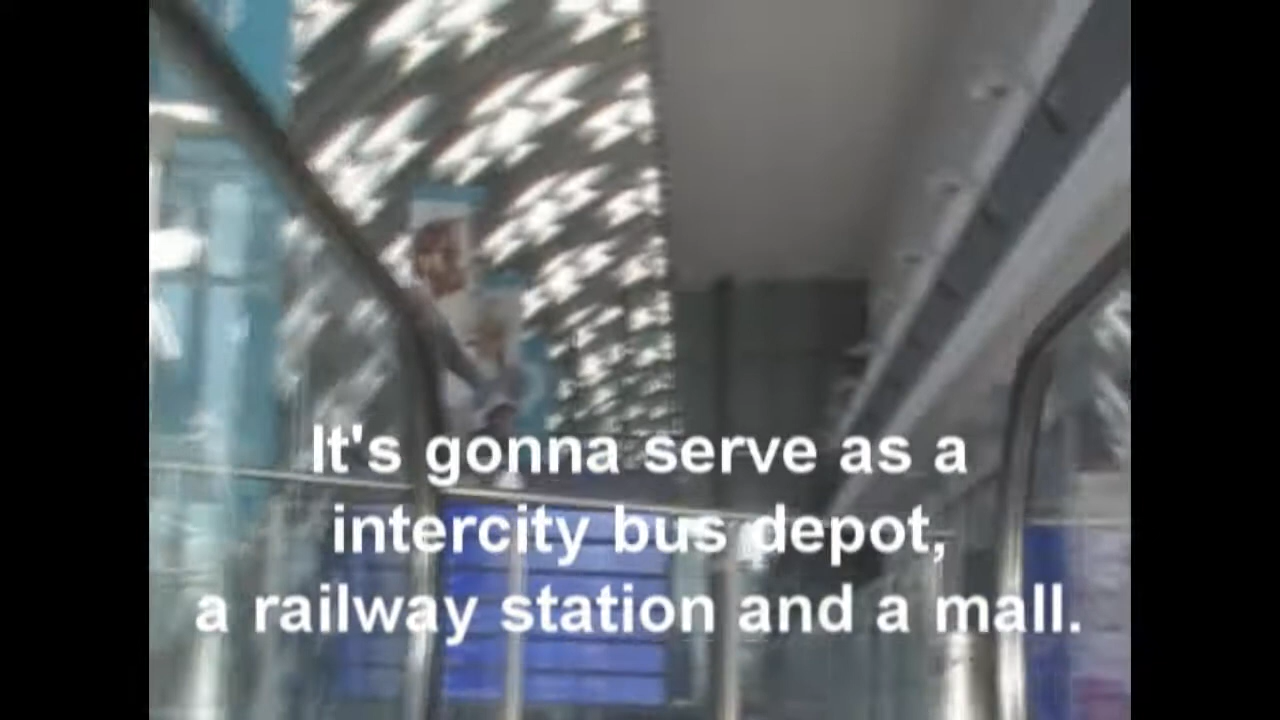 It's gonna serve as a
intercity bus depot,
a railway station and a mall.